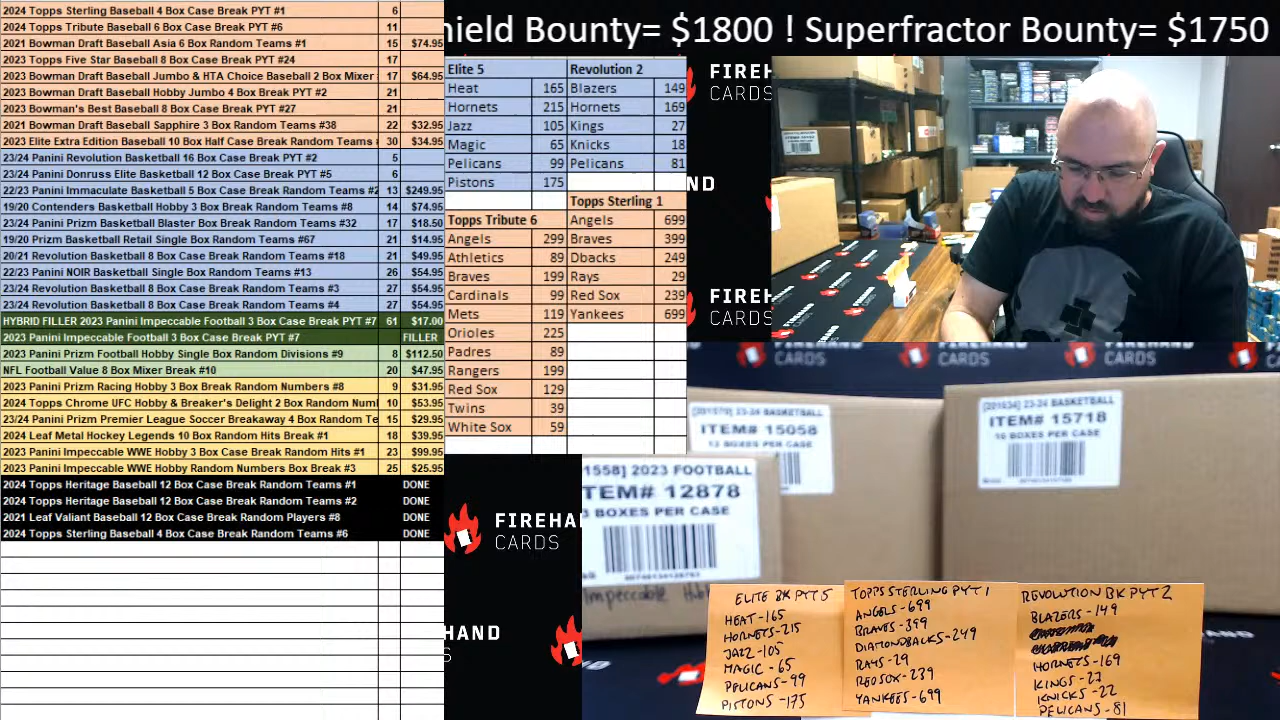 hield Bounty= $1800 ! Superfractor Bounty= $1750
2024 Topps Sterling Baseball 4 Box Case Break PYT #1 6
2024 Topps Tribute Baseball 6 Box Case Break PYT #6 11
2021 Bowman Draft Baseball Asia 6 Box Random Teams #1 15 $74.95
2023 Topps Five Star Baseball 8 Box Case Break PYT #24 17
2023 Bowman Draft Baseball Jumbo & HTA Choice Baseball 2 Box Mixer 17 $64.95
2023 Bowman Draft Baseball Hobby Jumbo 4 Box Break PYT #2 21
2023 Bowman's Best Baseball 8 Box Case Break PYT #27 21
2021 Bowman Draft Baseball Sapphire 3 Box Random Teams #38 22 $32.95
2023 Elite Extra Edition Baseball 10 Box Half Case Break Random Teams 30 $34.95
23/24 Panini Revolution Basketball 16 Box Case Break PYT #2 5
23/24 Panini Donruss Elite Basketball 12 Box Case Break PYT #5 6
22/23 Panini Immaculate Basketball 5 Box Case Break Random Teams #2 13 $249.95
19/20 Contenders Basketball Hobby 3 Box Random Teams #8 14 $74.95
23/24 Panini Prizm Basketball Blaster Box Random Teams #32 17 $18.50
19/20 Prizm Basketball Retail Single Box Random Teams #67 21 $14.95
20/21 Revolution Basketball 8 Box Case Break Random Teams #18 21 $49.95
22/23 Panini NOIR Basketball Single Box Random Teams #13 26 $54.95
23/24 Revolution Basketball 8 Box Case Break Random Teams #3 27 $54.95
23/24 Revolution Basketball 8 Box Case Break Random Teams #4 27 $54.95
HYBRID FILLER 2023 Panini Impeccable Football 3 Box Case Break PYT #7 61 $17.00
2023 Panini Impeccable Football 3 Box Case Break PYT #7 FILLER
2023 Panini Prizm Football Hobby Single Box Random Divisions #9 8 $112.50
NFL Football Value 8 Box Mixer Break #10 20 $47.95
2023 Panini Prizm Racing Hobby 3 Box Break Random Numbers #8 9 $31.95
2024 Topps Chrome UFC Hobby & Breaker's Delight 2 Box Random Num 10 $53.95
23/24 Panini Prizm Premier League Soccer Breakaway 4 Box Random Te 15 $29.95
2024 Leaf Metal Hockey Legends 10 Box Random Hits Break #1 18 $39.95
2023 Panini Impeccable WWE Hobby 3 Box Case Break Random Hits #1 23 $99.95
2023 Panini Impeccable WWE Hobby Random Numbers Box Break #3 25 $25.95
2024 Topps Heritage Baseball 12 Box Case Break Random Teams #1 DONE
2024 Topps Heritage Baseball 12 Box Case Break Random Teams #2 DONE
2021 Leaf Valiant Baseball 12 Box Case Break Random Players #8 DONE
2024 Topps Sterling Baseball 4 Box Case Break Random Teams #6 DONE
Elite 5
Heat 165
Hornets 215
Jazz 105
Magic 65
Pelicans 99
Pistons 175
Topps Tribute 6
Angels 299
Athletics 89
Braves 199
Cardinals 99
Mets 119
Orioles 225
Padres 89
Rangers 199
Red Sox 129
Twins 39
White Sox 59
Revolution 2
Blazers 149
Hornets 169
Kings 27
Knicks 18
Pelicans 81
Topps Sterling 1
Angels 699
Braves 399
Dbacks 249
Rays 29
Red Sox 239
Yankees 699
FIREH
CARDS
ND
FIREH
CARDS
FIREHAN
CARDS
HAND
S
CARDS
1558] 2023 FOOTBALL
TEM# 12878
3 BOXES PER CASE
Impeccable
23-24 BASKETBALL
ITEM# 15058
12 BOXES PER CASE
23-24 BASKETBALL
ITEM# 15718
16 BOXES PER CASE
ELITE BK PYT 5
HEAT-165
HORNETS-215
JAZZ-105
MAGIC-65
PELICANS-99
PISTONS-175
TOPPS STERLING PYT 1
ANGELS-699
BRAVES-399
DIAMONDBACKS-249
RAYS-29
RED SOX-239
YANKEES-699
REVOLUTION BK PYT 2
BLAZERS-149
HORNETS-169
KINGS-27
KNICKS-22
PELICANS-81